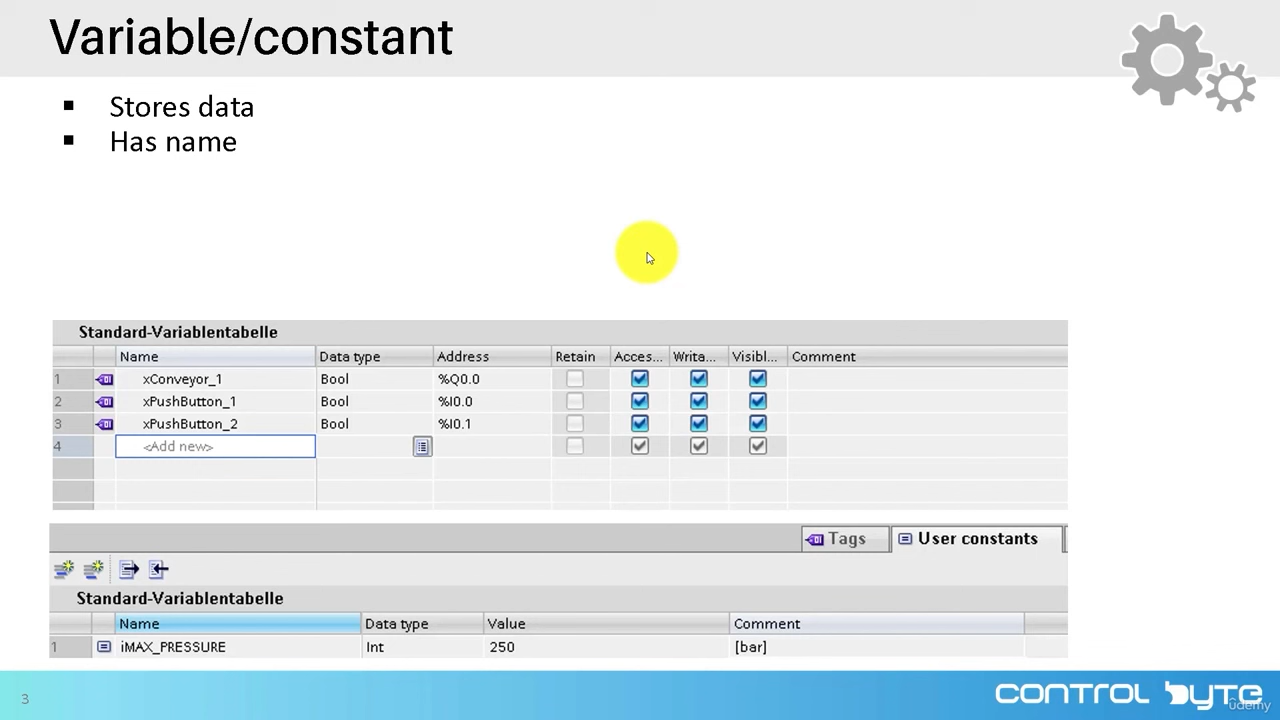 Variable/constant
Stores data
Has name
Standard-Variablentabelle
Name Data type Address Retain Acces... Writa... Visibl... Comment
1 xConveyor_1 Bool %Q0.0
2 xPushButton_1 Bool %I0.0
3 xPushButton_2 Bool %I0.1
4 <Add new>
Tags User constants
Standard-Variablentabelle
Name Data type Value Comment
1 iMAX_PRESSURE Int 250 [bar]
3
CONTROL BYTE
ûdemy